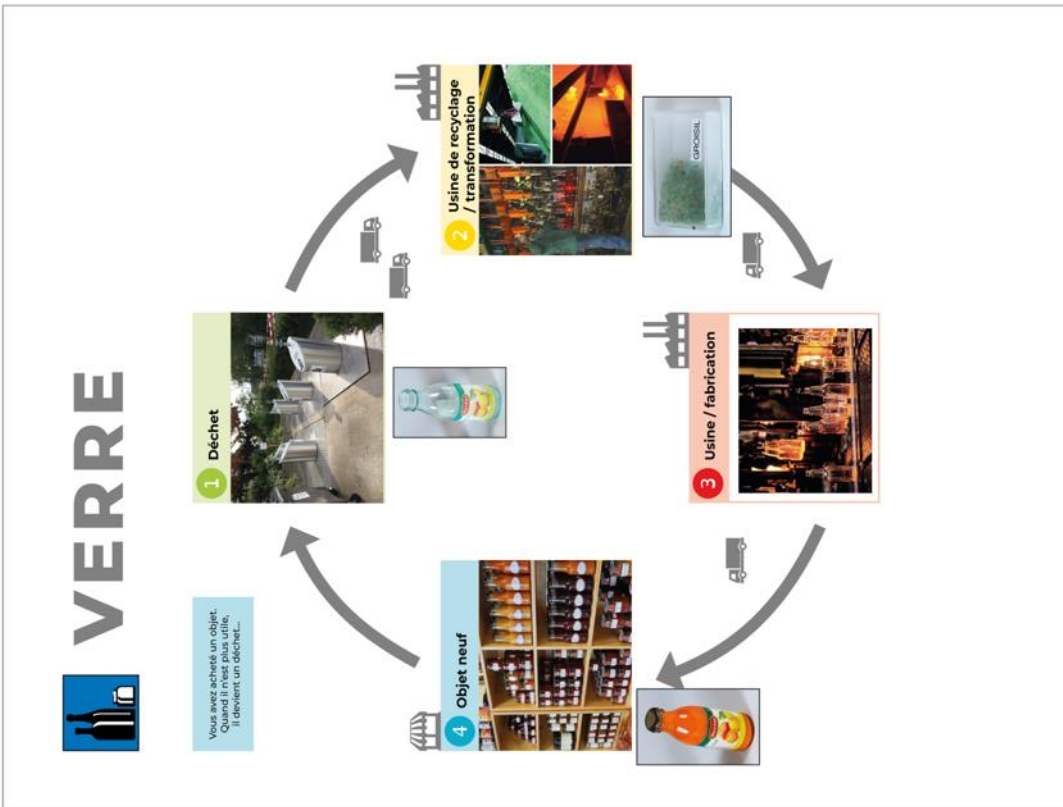 VERRE
Vous avez acheté un objet.
Quand il n'est plus utile,
il devient un déchet...
1 Déchet
2 Usine de recyclage
/ transformation
GROISIL
3 Usine / fabrication
4 Objet neuf